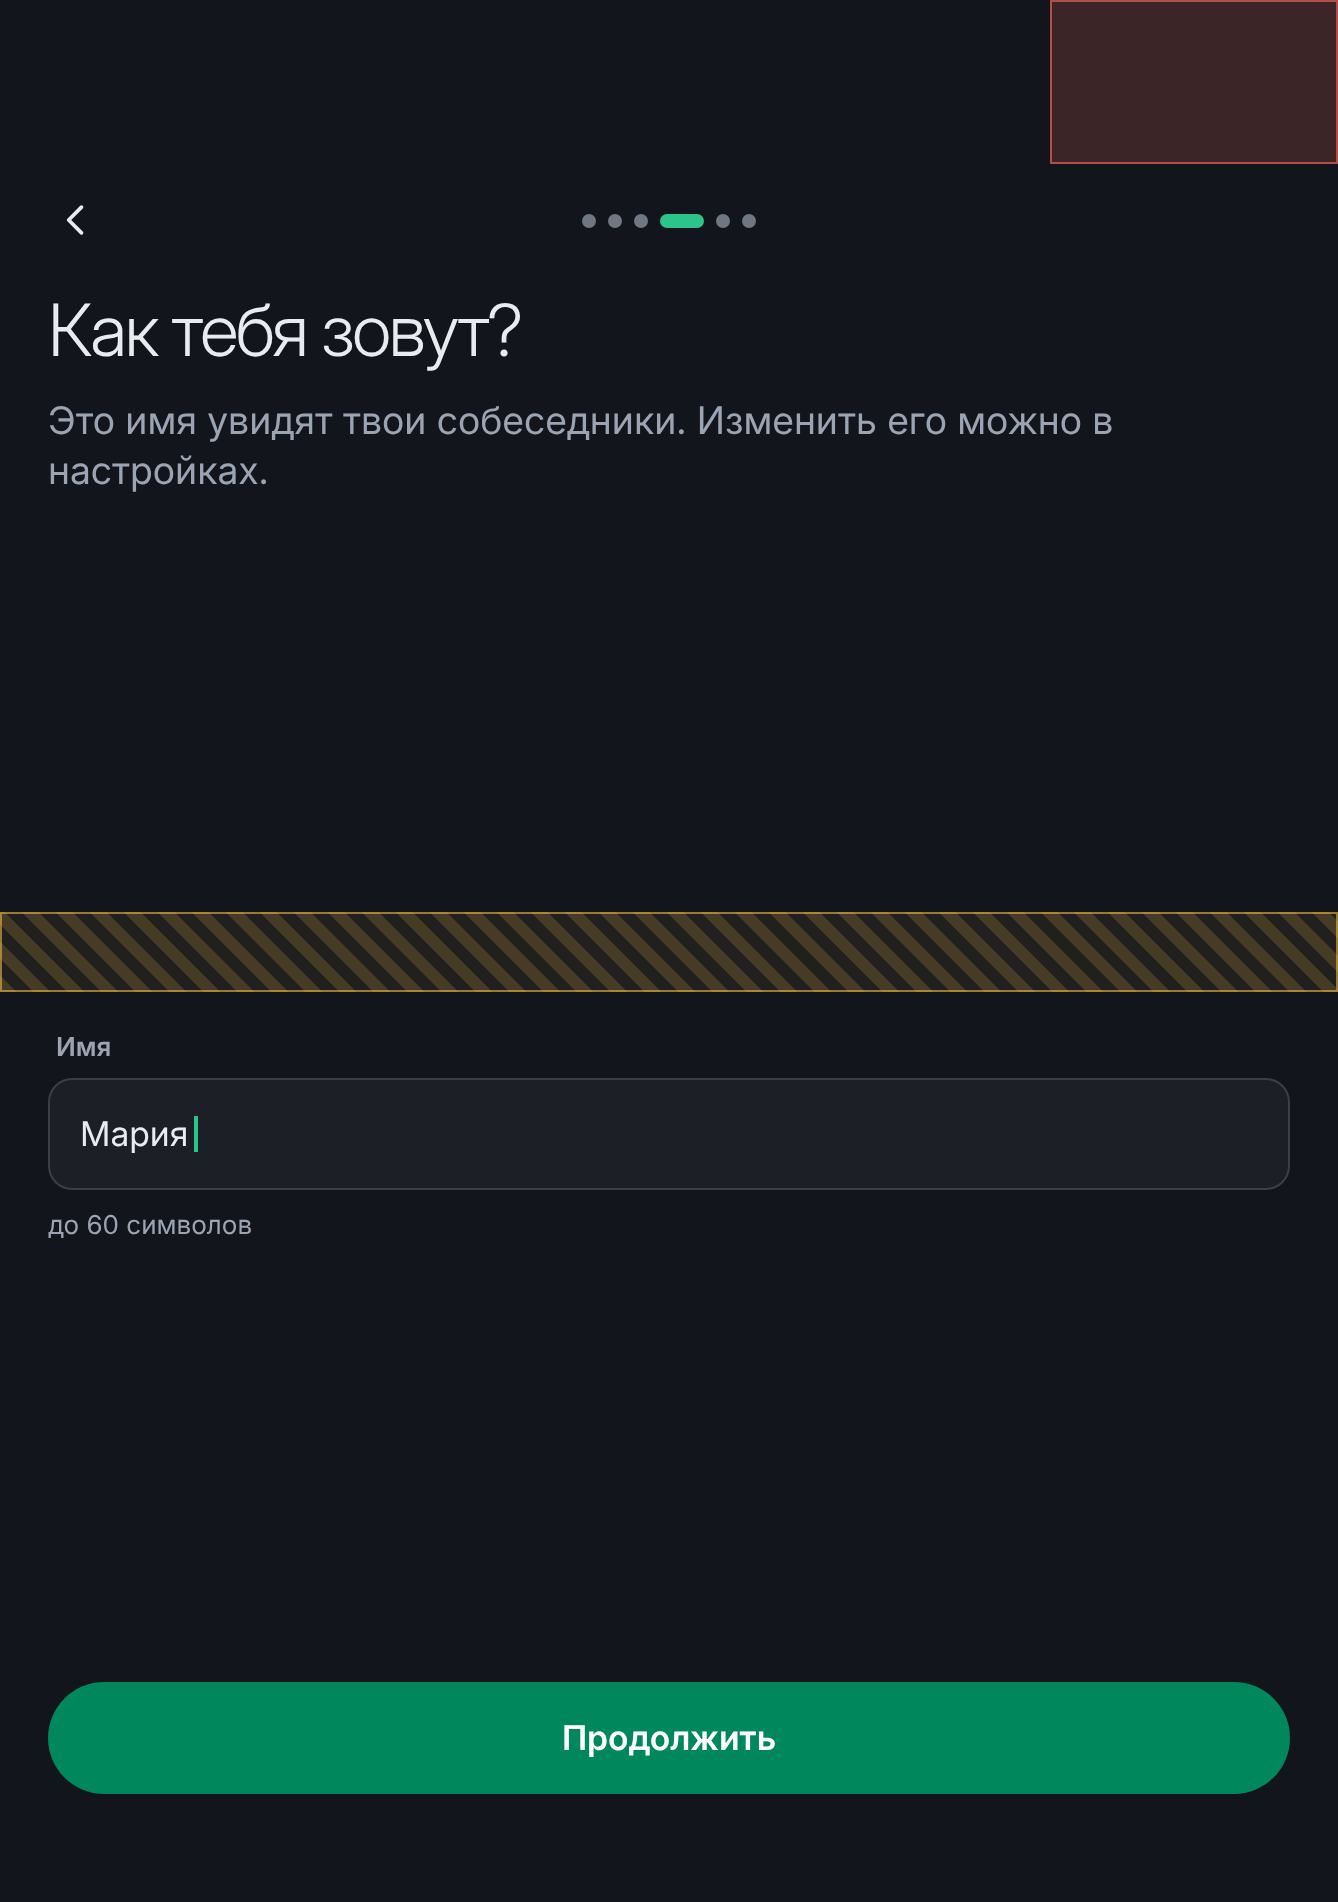 Как тебя зовут?
Это имя увидят твои собеседники. Изменить его можно в
настройках.
Имя
Мария
до 60 символов
Продолжить